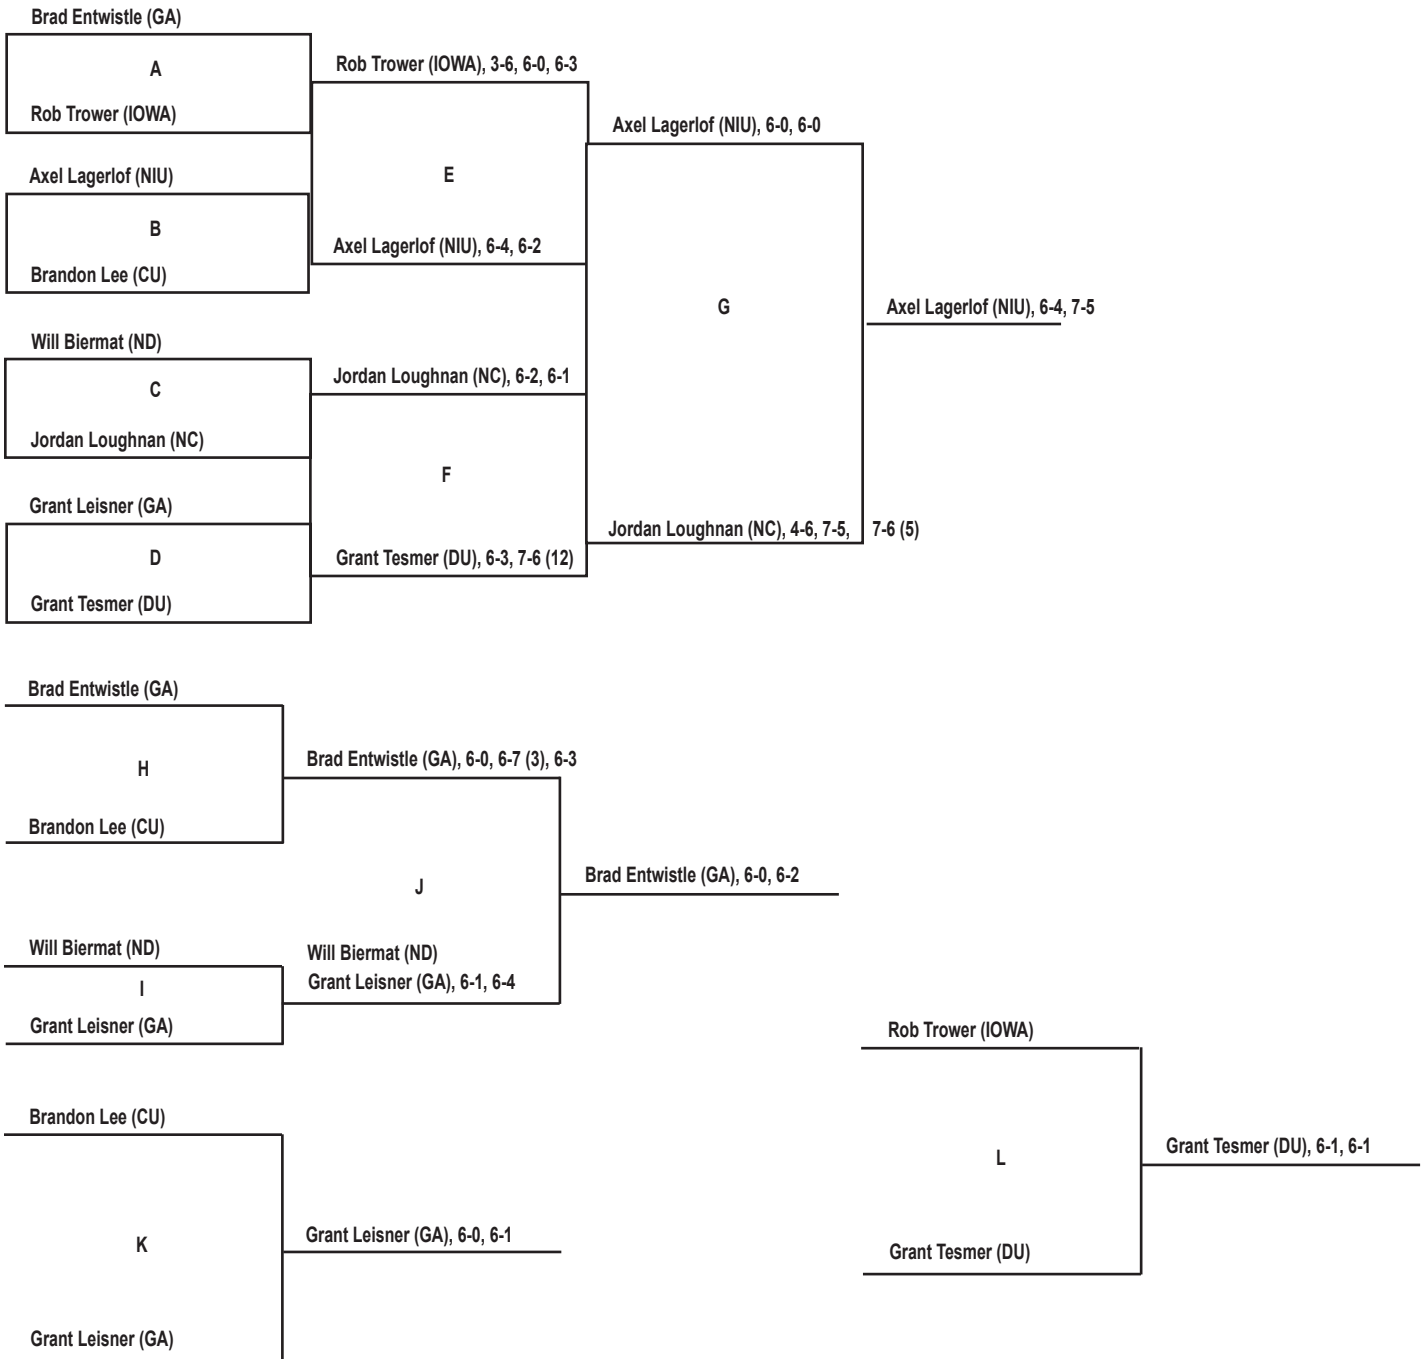 Brad Entwistle (GA)
A
Rob Trower (IOWA)
Rob Trower (IOWA), 3-6, 6-0, 6-3
Axel Lagerlof (NIU)
B
Brandon Lee (CU)
E
Axel Lagerlof (NIU), 6-4, 6-2
Axel Lagerlof (NIU), 6-0, 6-0
Will Biermat (ND)
C
Jordan Loughnan (NC)
Jordan Loughnan (NC), 6-2, 6-1
Grant Leisner (GA)
D
Grant Tesmer (DU)
F
Grant Tesmer (DU), 6-3, 7-6 (12)
G
Jordan Loughnan (NC), 4-6, 7-5, 7-6 (5)
Axel Lagerlof (NIU), 6-4, 7-5
Brad Entwistle (GA)
H
Brandon Lee (CU)
Brad Entwistle (GA), 6-0, 6-7 (3), 6-3
J
Brad Entwistle (GA), 6-0, 6-2
Will Biermat (ND)
I
Grant Leisner (GA)
Will Biermat (ND)
Grant Leisner (GA), 6-1, 6-4
Brandon Lee (CU)
K
Grant Leisner (GA)
Grant Leisner (GA), 6-0, 6-1
Rob Trower (IOWA)
L
Grant Tesmer (DU)
Grant Tesmer (DU), 6-1, 6-1